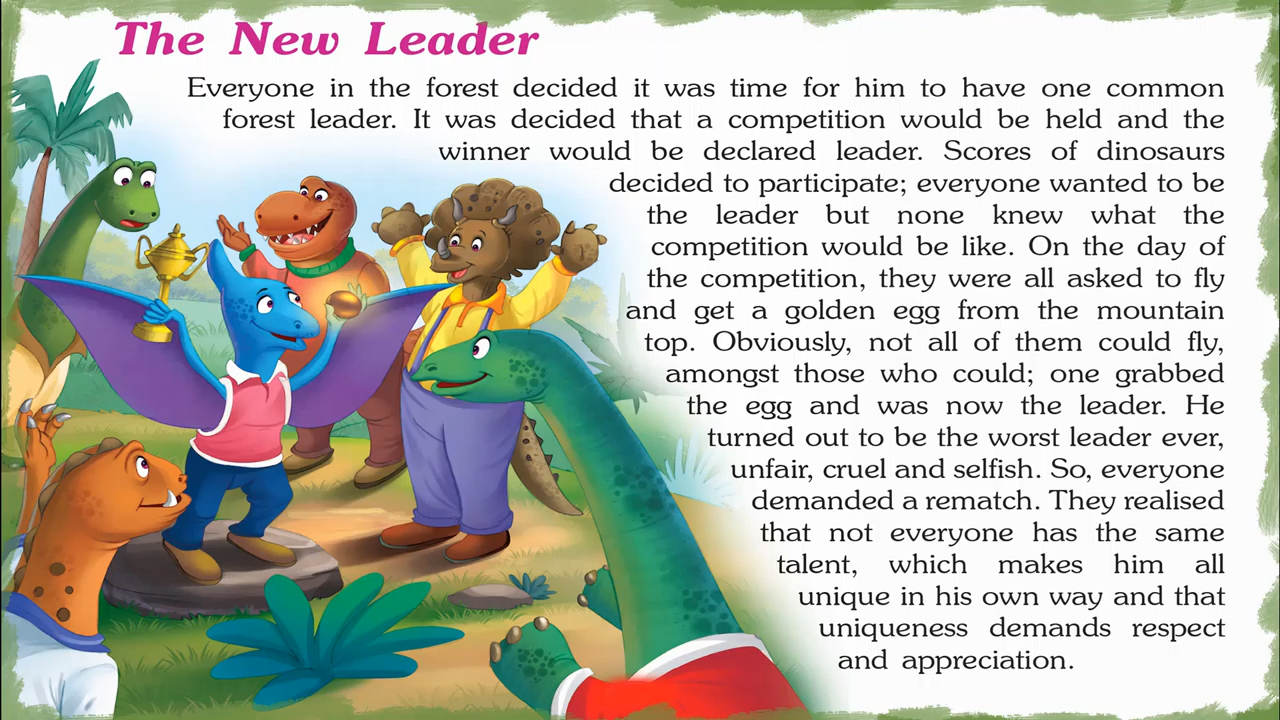 The New Leader
Everyone in the forest decided it was time for him to have one common
forest leader. It was decided that a competition would be held and the
winner would be declared leader. Scores of dinosaurs
decided to participate; everyone wanted to be
the leader but none knew what the
competition would be like. On the day of
the competition, they were all asked to fly
and get a golden egg from the mountain
top. Obviously, not all of them could fly,
amongst those who could; one grabbed
the egg and was now the leader. He
turned out to be the worst leader ever,
unfair, cruel and selfish. So, everyone
demanded a rematch. They realised
that not everyone has the same
talent, which makes him all
unique in his own way and that
uniqueness demands respect
and appreciation.